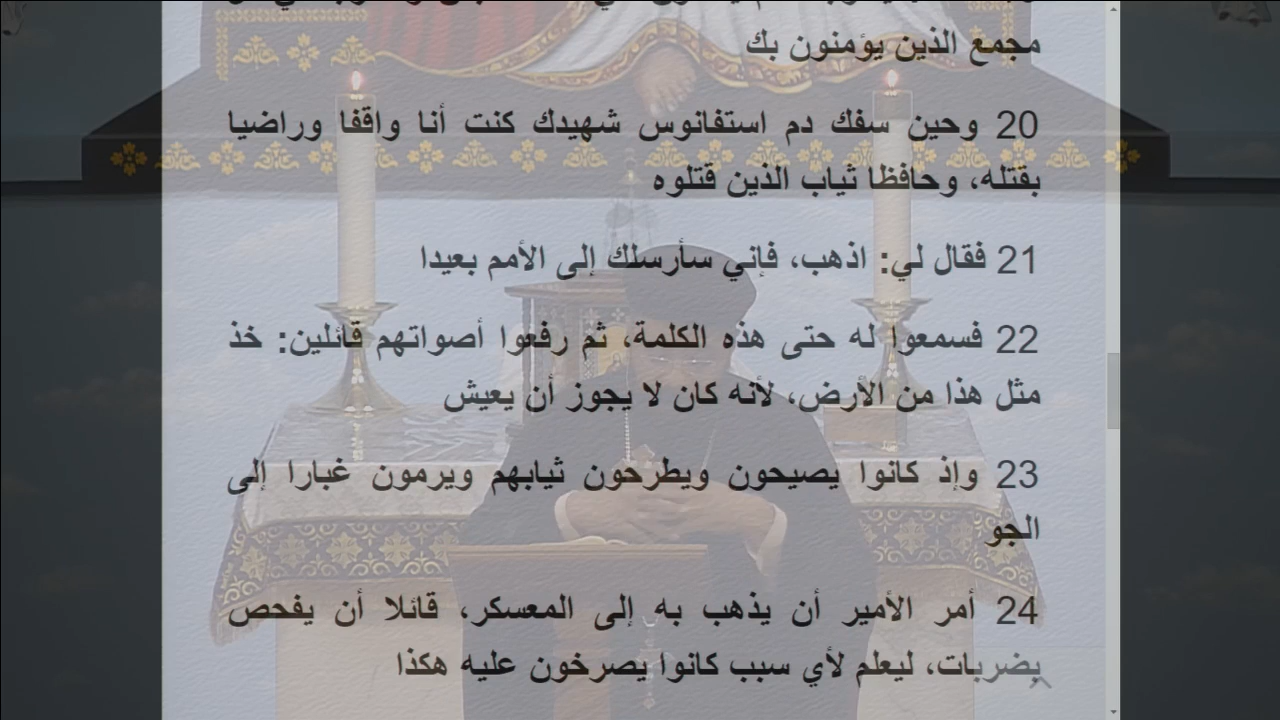 مجمع الذين يؤمنون بك
20 وحين سفك دم استفانوس شهيدك كنت أنا واقفا وراضيا
بقتله، وحافظا ثياب الذين قتلوه
21 فقال لي: اذهب، فإني سأرسلك إلى الأمم بعيدا
22 فسمعوا له حتى هذه الكلمة، ثم رفعوا أصواتهم قائلين: خذ
مثل هذا من الأرض، لأنه كان لا يجوز أن يعيش
23 وإذ كانوا يصيحون ويطرحون ثيابهم ويرمون غبارا إلى
الجو
24 أمر الأمير أن يذهب به إلى المعسكر، قائلا أن يفحص
بضربات، ليعلم لأي سبب كانوا يصرخون عليه هكذا